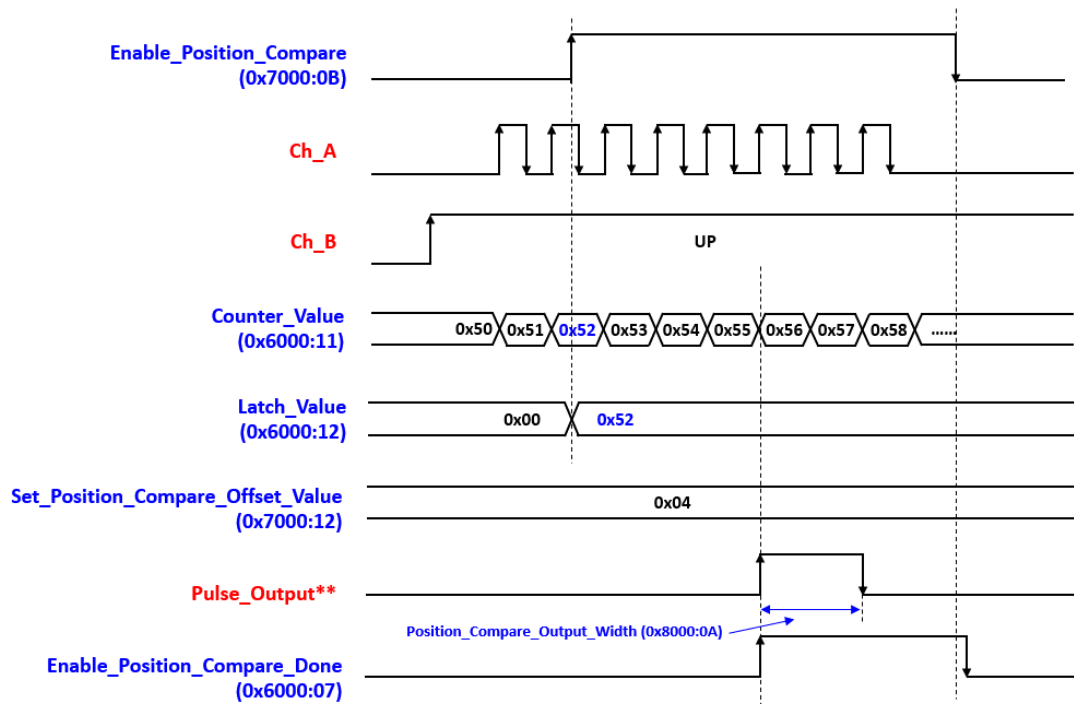 Enable_Position_Compare
(0x7000:0B)
Ch_A
Ch_B
UP
Counter_Value
(0x6000:11)
0x50 0x51 0x52 0x53 0x54 0x55 0x56 0x57 0x58 ......
Latch_Value
(0x6000:12)
0x00 0x52
Set_Position_Compare_Offset_Value
(0x7000:12)
0x04
Pulse_Output**
Position_Compare_Output_Width (0x8000:0A)
Enable_Position_Compare_Done
(0x6000:07)